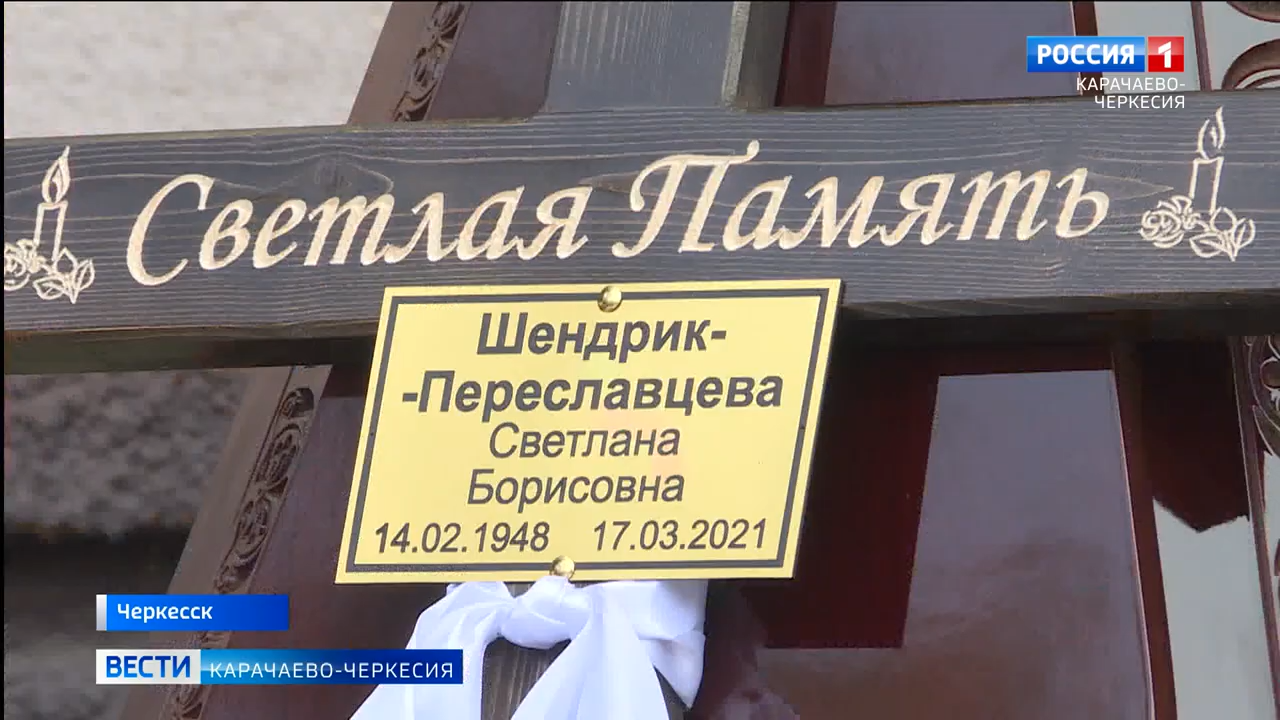 РОССИЯ 1
КАРАЧАЕВО-
ЧЕРКЕСИЯ
Светлая Память
Шендрик-
-Переславцева
Светлана
Борисовна
14.02.1948 17.03.2021
Черкесск
ВЕСТИ КАРАЧАЕВО-ЧЕРКЕСИЯ